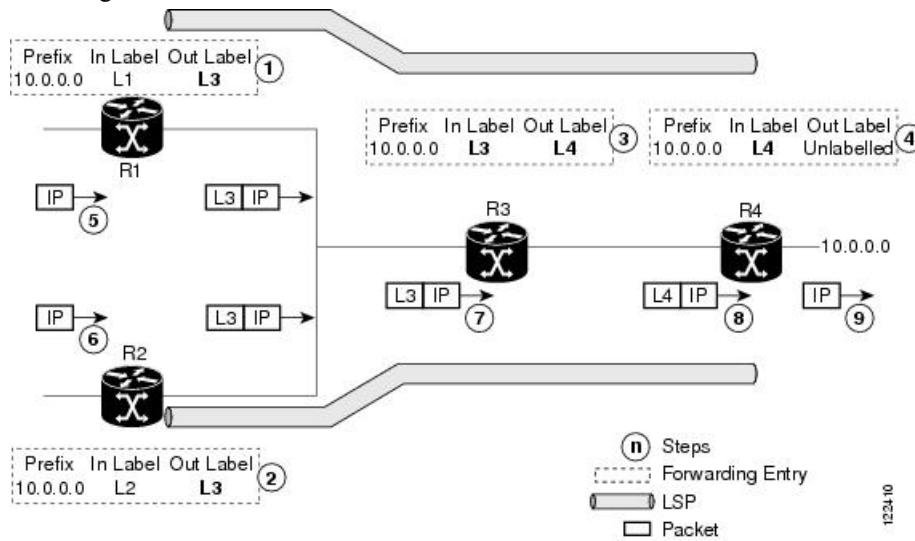 Prefix In Label Out Label
10.0.0.0 L1 L3
1
R1
Prefix In Label Out Label
10.0.0.0 L3 L4
3
Prefix In Label Out Label
10.0.0.0 L4 Unlabelled
4
IP
5
L3 IP
R3
R4
10.0.0.0
IP
6
L3 IP
L3 IP
7
L4 IP
8
IP
9
R2
Prefix In Label Out Label
10.0.0.0 L2 L3
2
n Steps
Forwarding Entry
LSP
Packet
122410